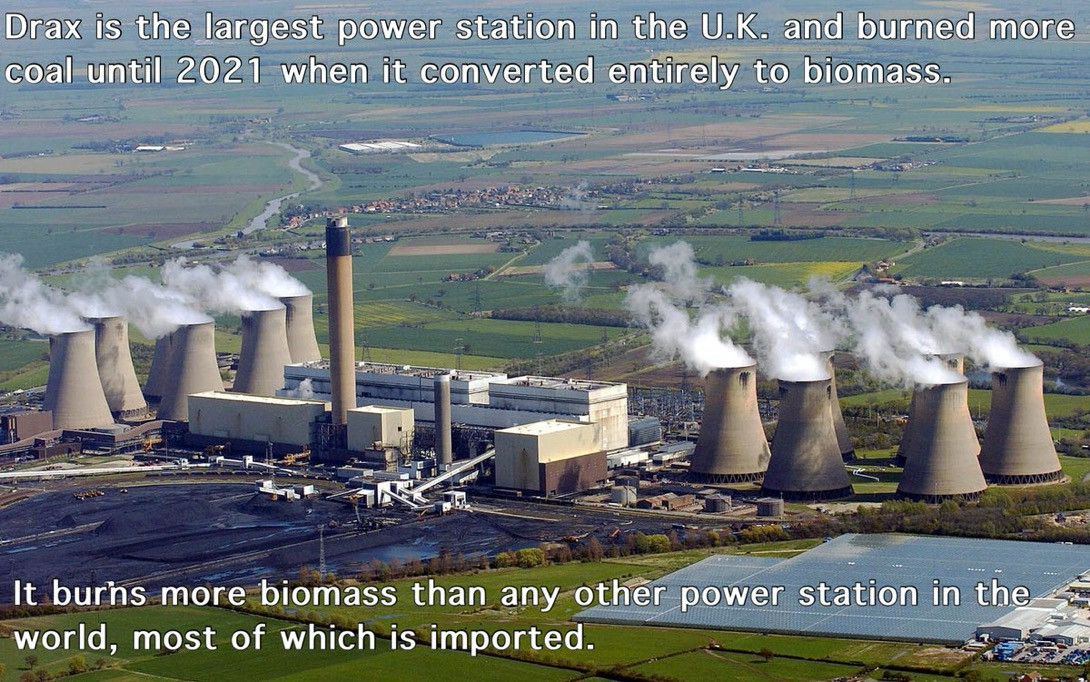 Drax is the largest power station in the U.K. and burned more
coal until 2021 when it converted entirely to biomass.
It burns more biomass than any other power station in the
world, most of which is imported.